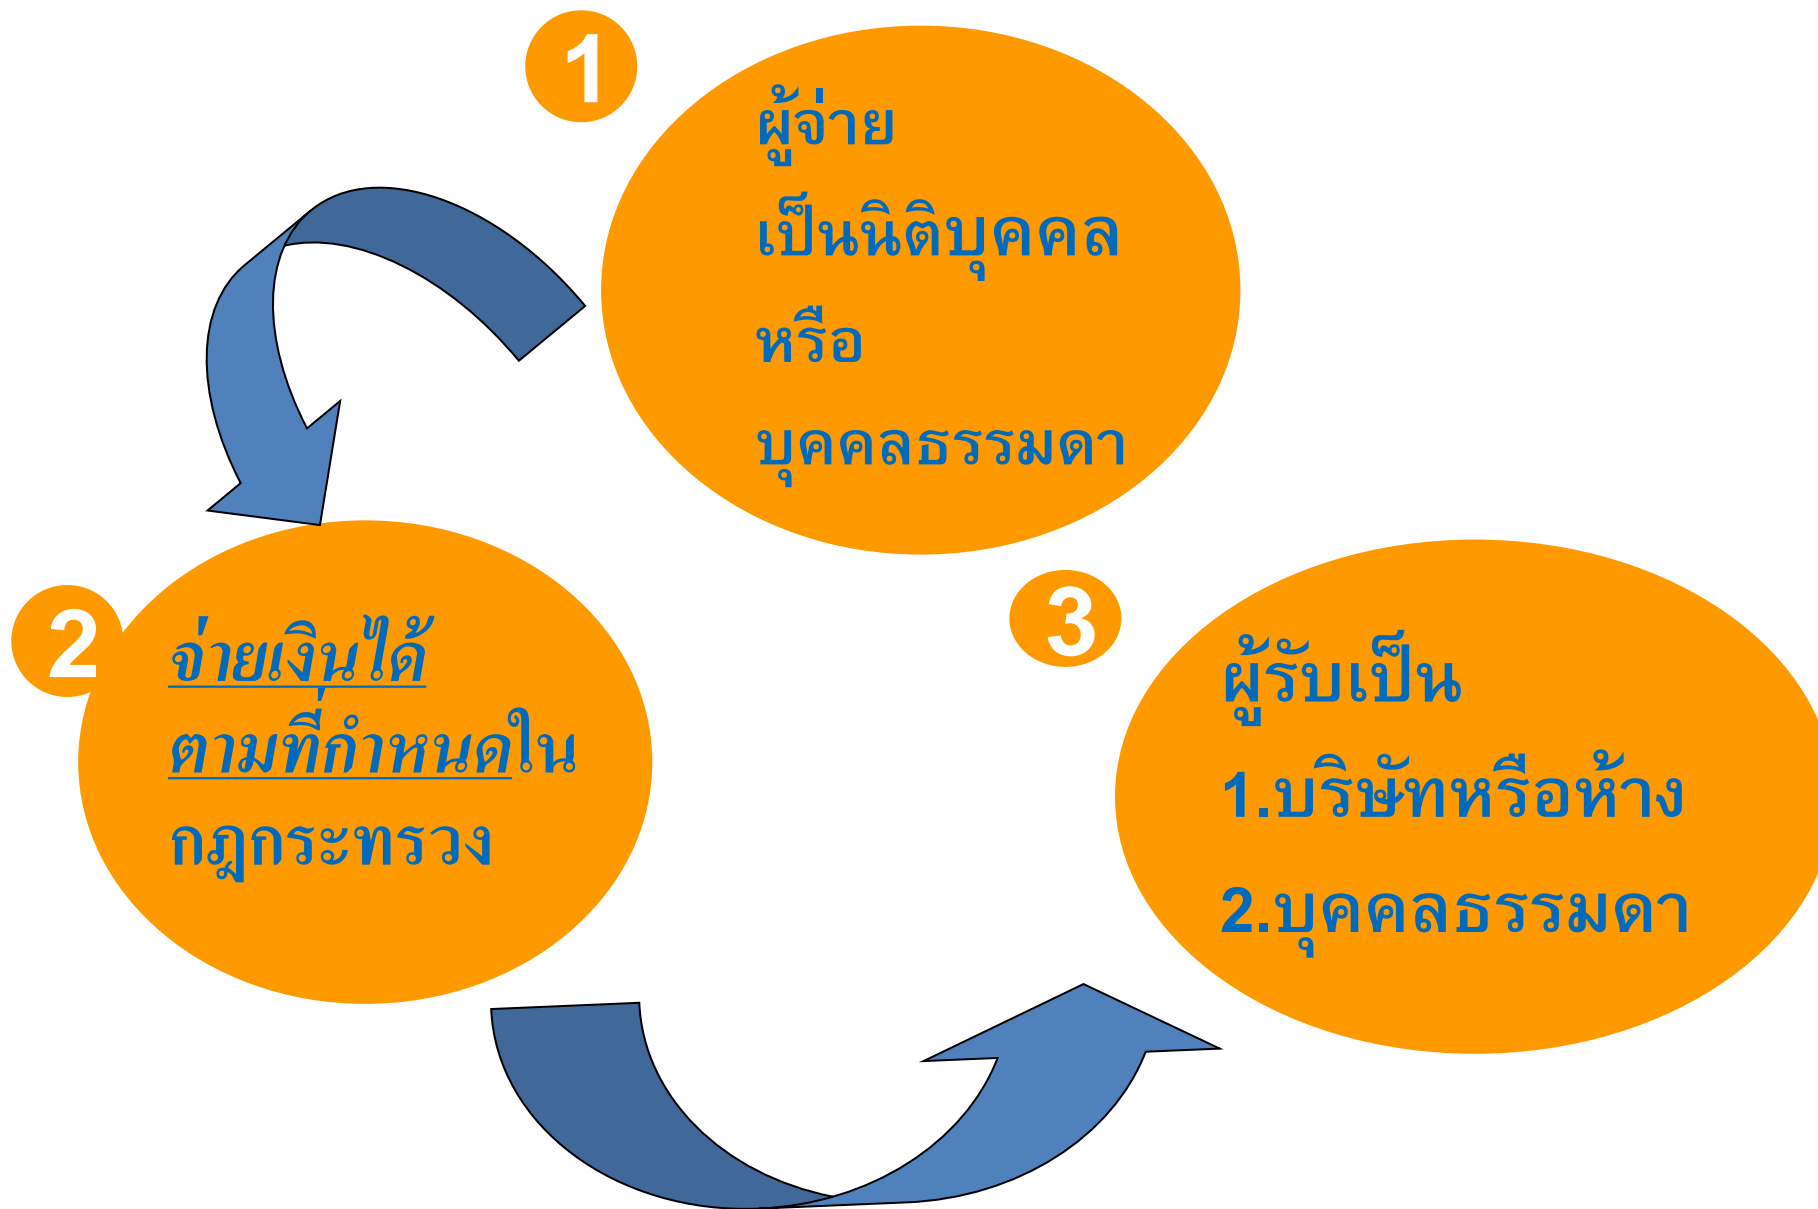 1
ผู้จ่าย
เป็นนิติบุคคล
หรือ
บุคคลธรรมดา
2
จ่ายเงินได้
ตามที่กำหนดใน
กฎกระทรวง
3
ผู้รับเป็น
1.บริษัทหรือห้าง
2.บุคคลธรรมดา